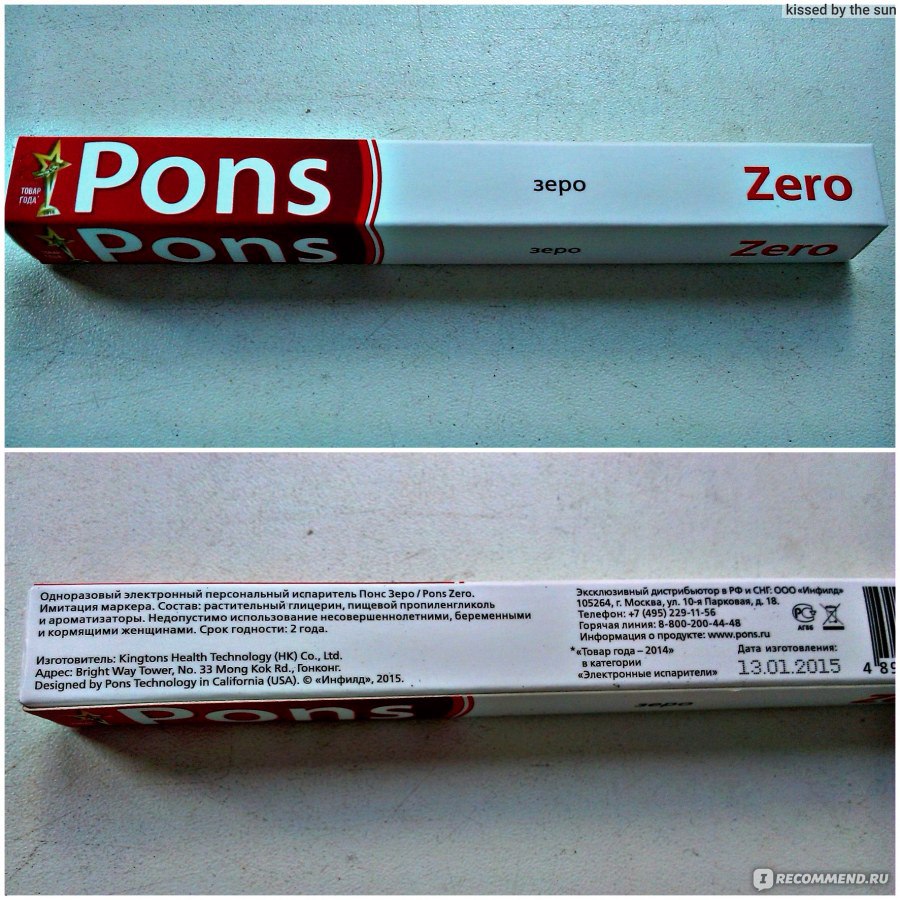 kissed by the sun
ТОВАР
ГОДА*
Pons
зеро
Zero
Pons
зеро
Zero
Одноразовый электронный персональный испаритель Понс Зеро / Pons Zero.
Имитация маркера. Состав: растительный глицерин, пищевой пропиленгликоль
и ароматизаторы. Недопустимо использование несовершеннолетними, беременными
и кормящими женщинами. Срок годности: 2 года.
Изготовитель: Kingtons Health Technology (HK) Co., Ltd.
Адрес: Bright Way Tower, No. 33 Mong Kok Rd., Гонконг.
Designed by Pons Technology in California (USA). © «Инфилд», 2015.
Эксклюзивный дистрибьютор в РФ и СНГ: ООО «Инфилд»
105264, г. Москва, ул. 10-я Парковая, д. 18.
Телефон: +7 (495) 229-11-56
Горячая линия: 8-800-200-44-48
Информация о продукте: www.pons.ru
*«Товар года – 2014»
в категории
«Электронные испарители»
Дата изготовления:
13.01.2015
Pons
зеро
IRECOMMEND.RU